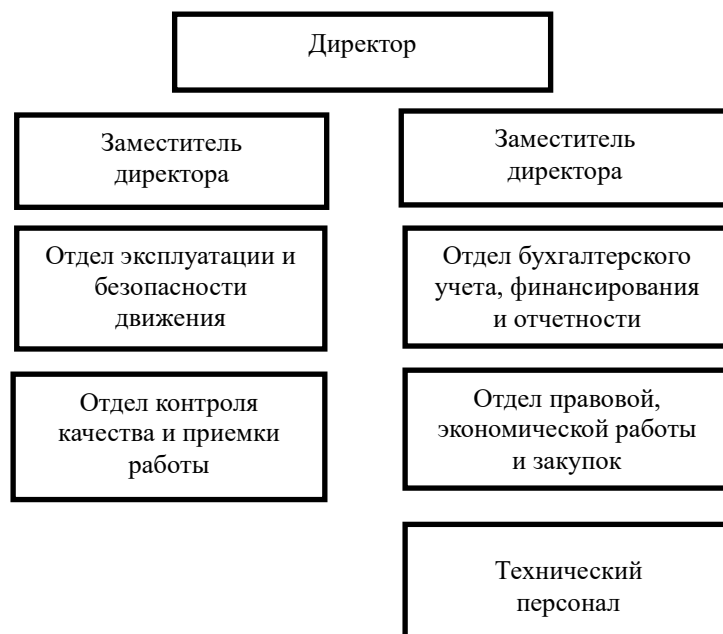 Директор
Заместитель
директора
Заместитель
директора
Отдел эксплуатации и
безопасности
движения
Отдел бухгалтерского
учета, финансирования
и отчетности
Отдел контроля
качества и приемки
работы
Отдел правовой,
экономической работы
и закупок
Технический
персонал